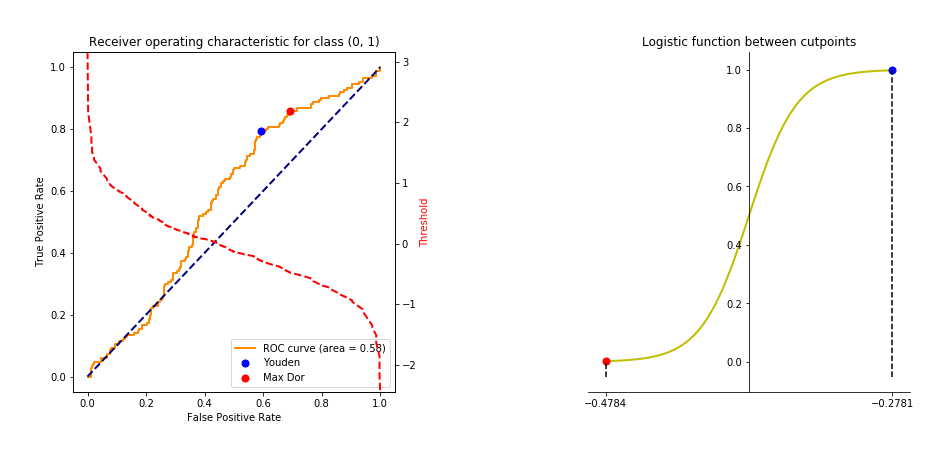 Receiver operating characteristic for class (0, 1)
1.0
0.8
0.6
0.4
0.2
0.0
True Positive Rate
0.0 0.2 0.4 0.6 0.8 1.0
False Positive Rate
3
2
1
0
−1
−2
Threshold
ROC curve (area = 0.58)
Youden
Max Dor
Logistic function between cutpoints
1.0
0.8
0.6
0.4
0.2
0.0
−0.4784 −0.2781